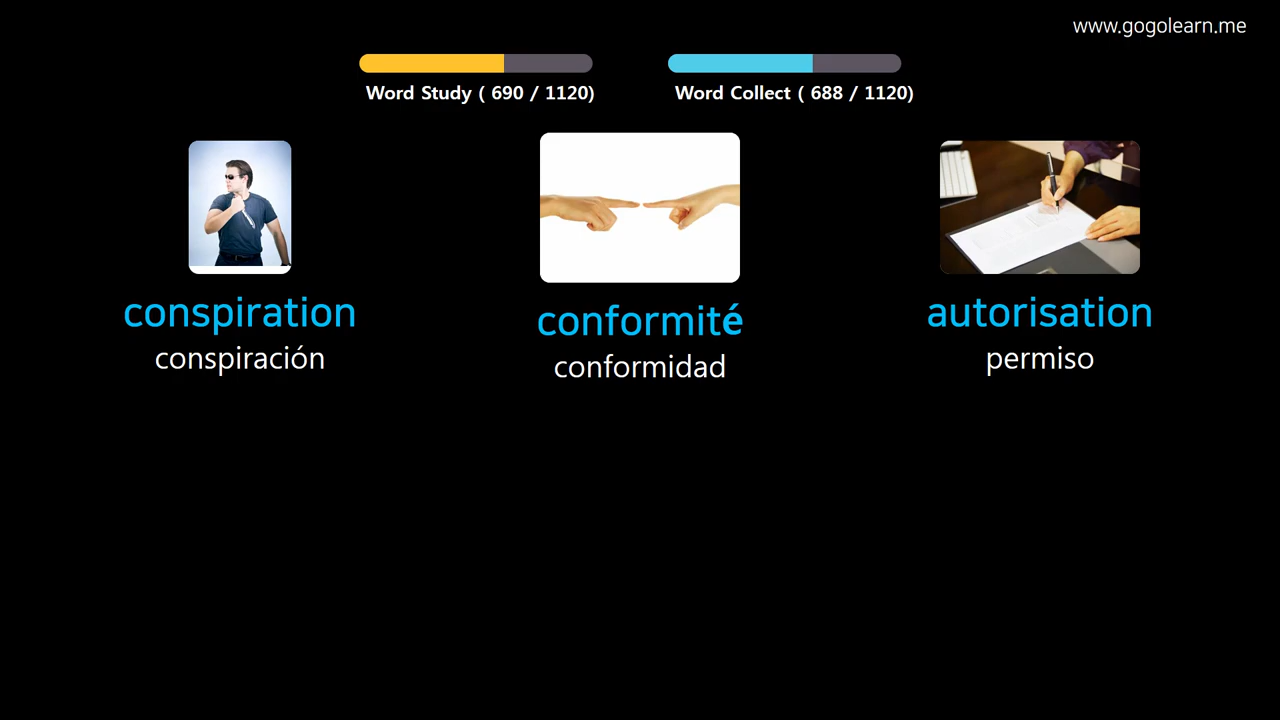 www.gogolearn.me
Word Study ( 690 / 1120)
Word Collect ( 688 / 1120)
conspiration
conspiración
conformité
conformidad
autorisation
permiso